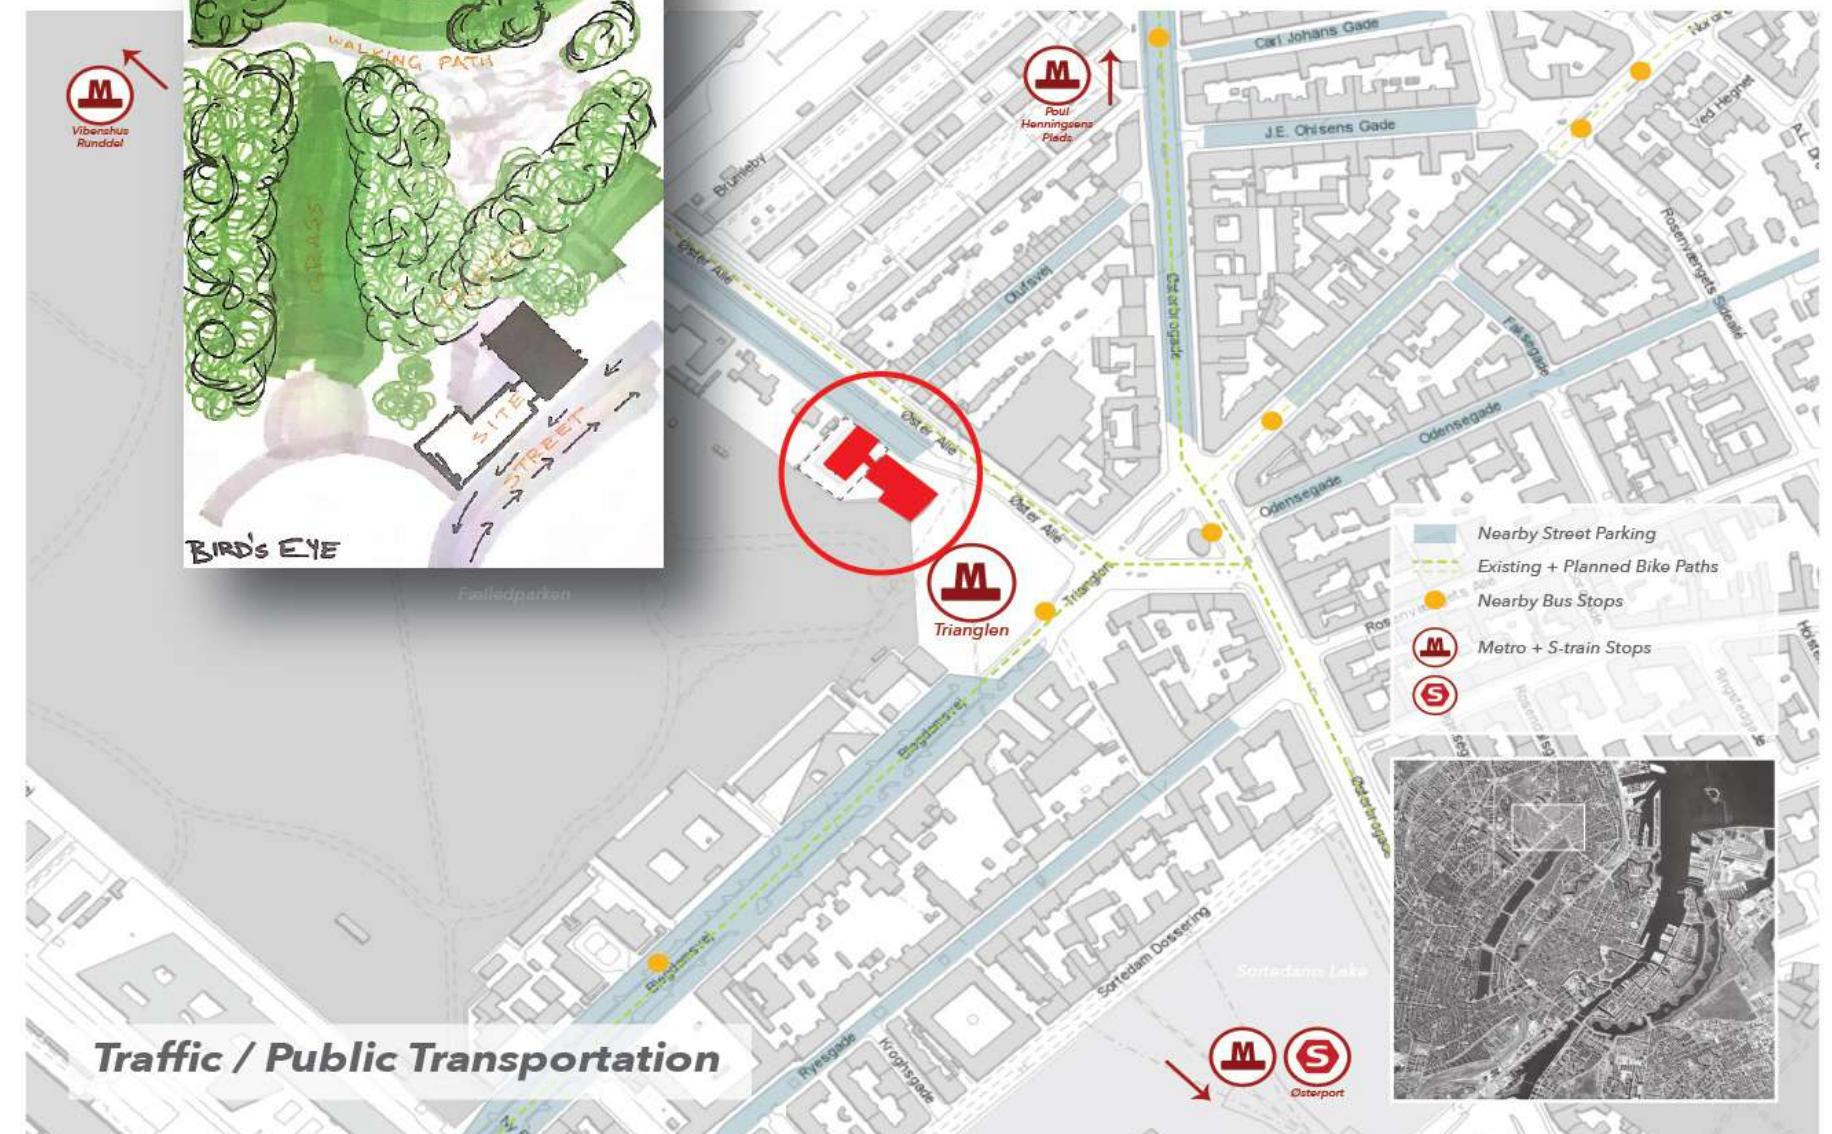 WALKING PATH
GRASS
TREES
SITE
STREET
BIRD'S EYE
M
Vibenshus
Runddel
M
Poul
Henningsens
Plads
Carl Johans Gade
J.E. Ohlsens Gade
Ved Hegnet
Brumleby
Olufsvej
Øster Allé
Øster Allé
Øster Allé
Østerbrogade
Rosenvængets Sideallé
Falsegade
Odensegade
Odensegade
M
Trianglen
Trianglen
Fælledparken
Nearby Street Parking
Existing + Planned Bike Paths
Nearby Bus Stops
M
Metro + S-train Stops
S
Blegdamsvej
Blegdamsvej
Østerbrogade
Sortedam Dossering
Sortedams Lake
Ryesgade
Kroghsgade
Traffic / Public Transportation
M
S
Østerport